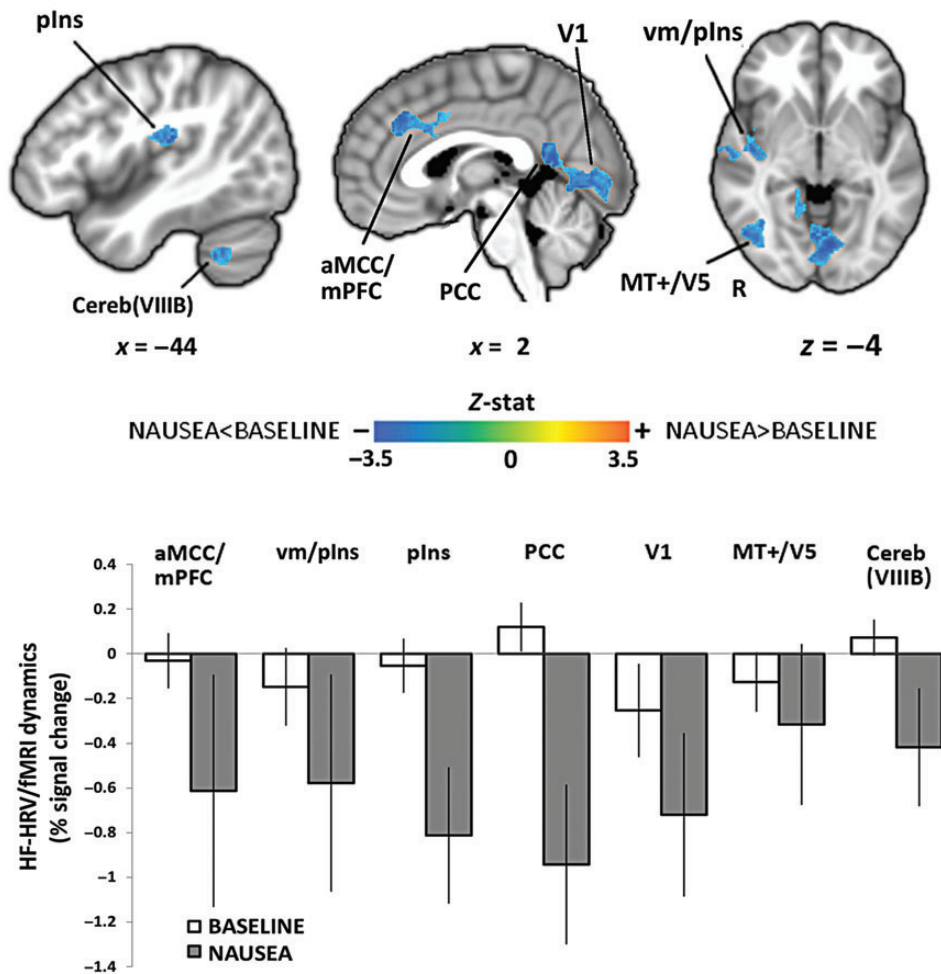 pIns
V1
vm/pIns
aMCC/
mPFC
PCC
MT+/V5
R
Cereb(VIIIB)
x = −44
x = 2
z = −4
Z-stat
NAUSEA<BASELINE − + NAUSEA>BASELINE
−3.5 0 3.5
aMCC/
mPFC
vm/pIns
pIns
PCC
V1
MT+/V5
Cereb
(VIIIB)
HF-HRV/fMRI dynamics
(% signal change)
0.4
0.2
0
−0.2
−0.4
−0.6
−0.8
−1
−1.2
−1.4
BASELINE
NAUSEA